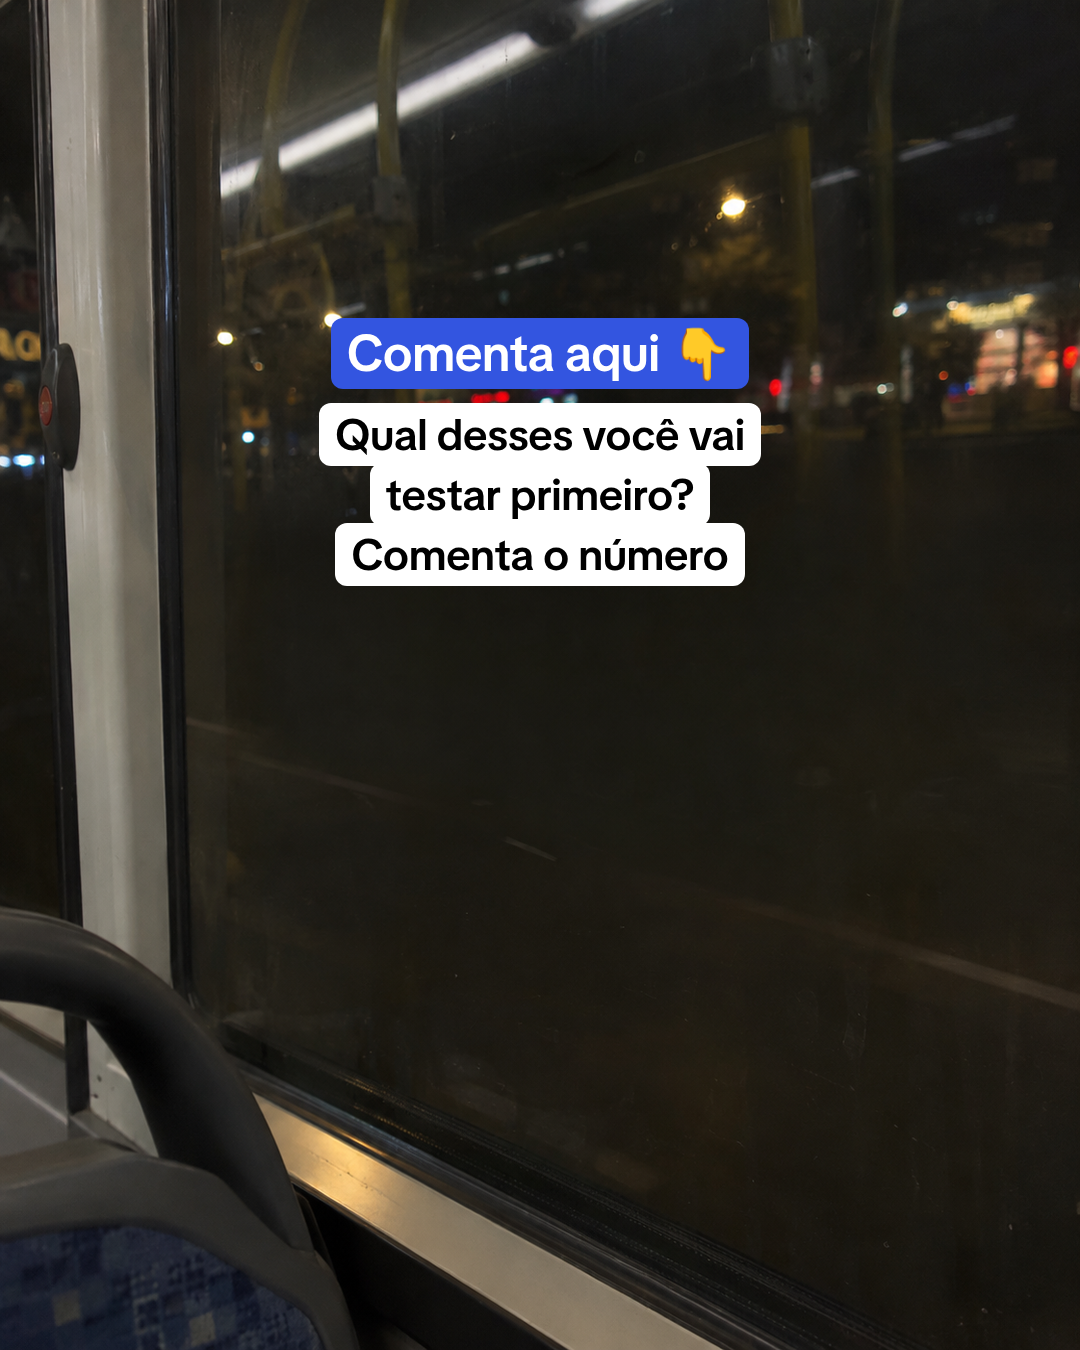 Comenta aqui 👇
Qual desses você vai
testar primeiro?
Comenta o número